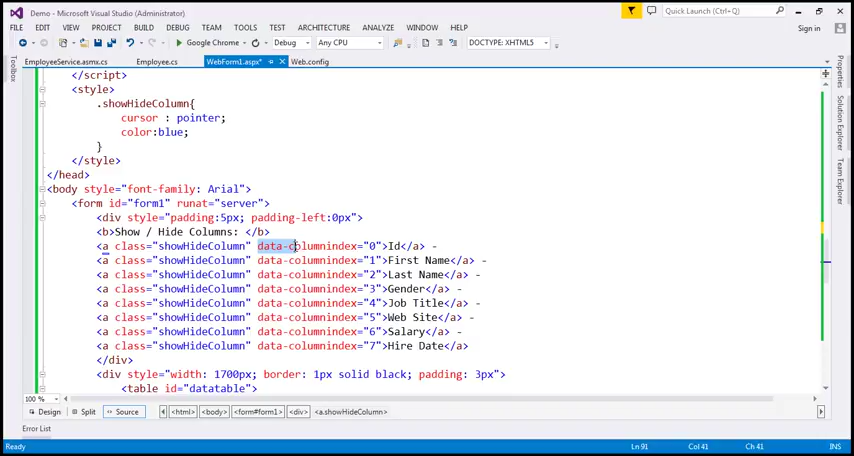 Demo - Microsoft Visual Studio (Administrator)
Quick Launch (Ctrl+Q)
FILE EDIT VIEW PROJECT BUILD DEBUG TEAM TOOLS TEST ARCHITECTURE ANALYZE WINDOW HELP
Sign in
Google Chrome Debug Any CPU DOCTYPE: XHTML5
Toolbox
EmployeeService.asmx.cs Employee.cs WebForm1.aspx* Web.config
Properties
Solution Explorer
Team Explorer
</script>
<style>
.showHideColumn{
cursor : pointer;
color:blue;
}
</style>
</head>
<body style="font-family: Arial">
<form id="form1" runat="server">
<div style="padding:5px; padding-left:0px">
<b>Show / Hide Columns: </b>
<a class="showHideColumn" data-columnindex="0">Id</a> -
<a class="showHideColumn" data-columnindex="1">First Name</a> -
<a class="showHideColumn" data-columnindex="2">Last Name</a> -
<a class="showHideColumn" data-columnindex="3">Gender</a> -
<a class="showHideColumn" data-columnindex="4">Job Title</a> -
<a class="showHideColumn" data-columnindex="5">Web Site</a> -
<a class="showHideColumn" data-columnindex="6">Salary</a> -
<a class="showHideColumn" data-columnindex="7">Hire Date</a>
</div>
<div style="width: 1700px; border: 1px solid black; padding: 3px">
<table id="datatable">
100 %
Design Split Source <html> <body> <form#form1> <div> <a.showHideColumn>
Error List
Ready Ln 91 Col 41 Ch 41